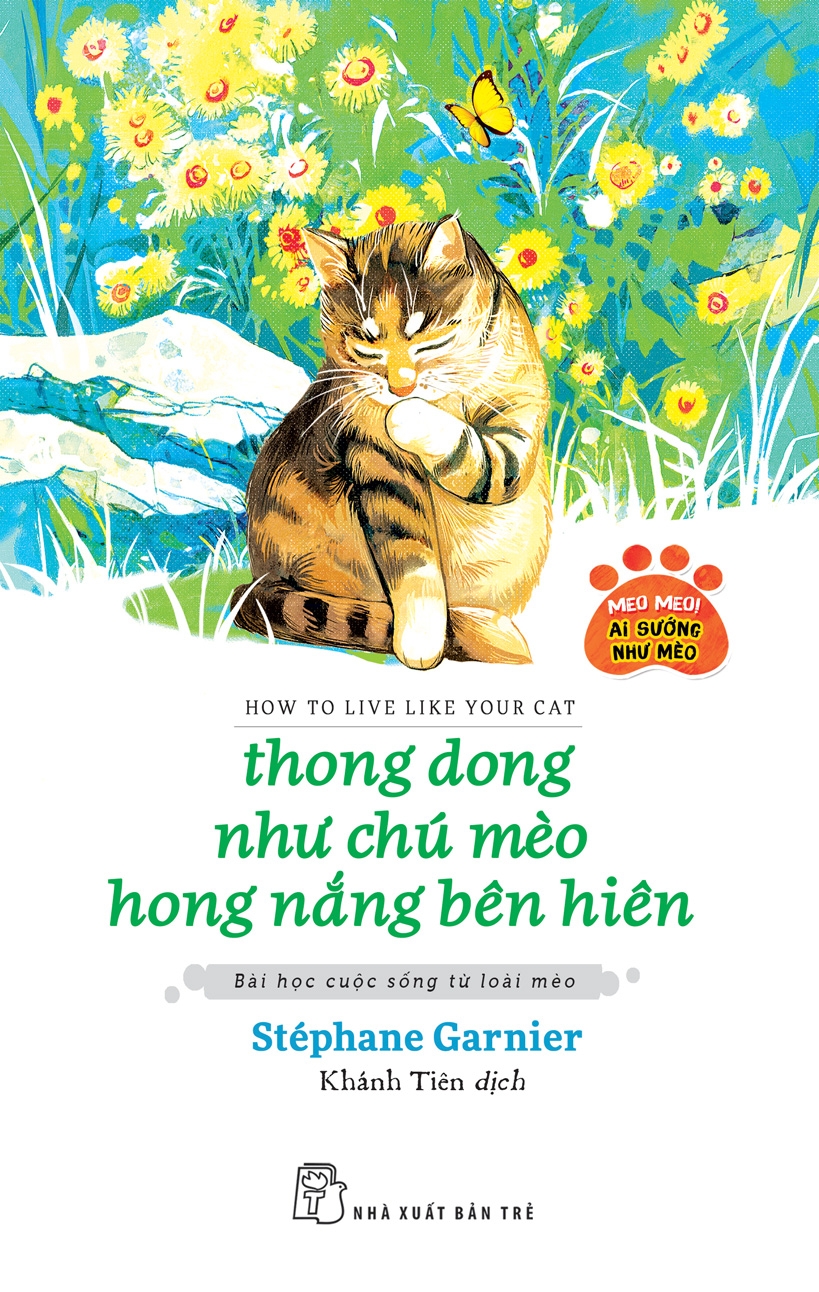 MEO MEO!
AI SƯỚNG
NHƯ MÈO
HOW TO LIVE LIKE YOUR CAT
thong dong
như chú mèo
hong nắng bên hiên
Bài học cuộc sống từ loài mèo
Stéphane Garnier
Khánh Tiên dịch
T
NHÀ XUẤT BẢN TRẺ